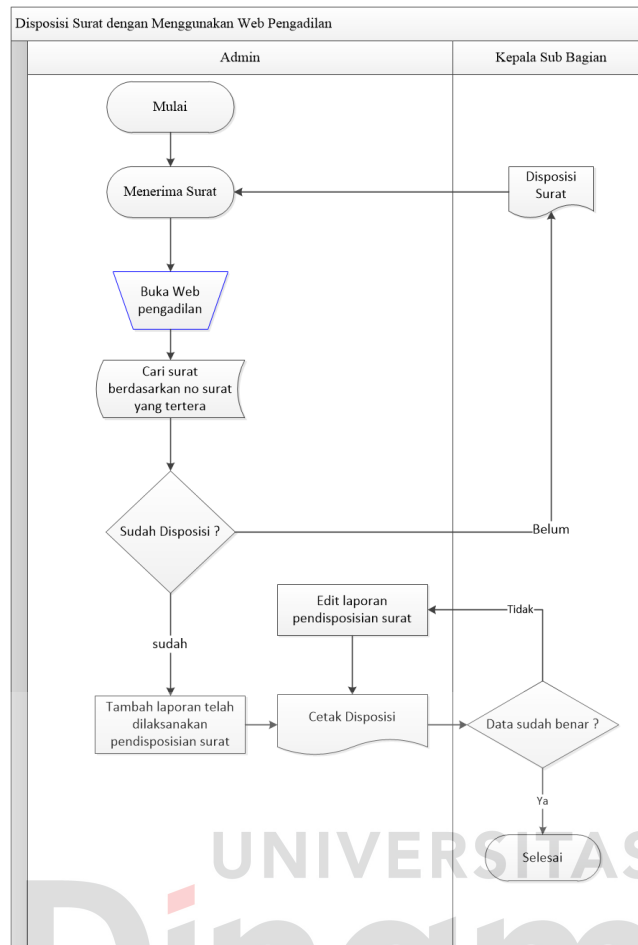 Disposisi Surat dengan Menggunakan Web Pengadilan
Admin
Kepala Sub Bagian
Mulai
Menerima Surat
Disposisi
Surat
Buka Web
pengadilan
Cari surat
berdasarkan no surat
yang tertera
Sudah Disposisi ?
Belum
Edit laporan
pendisposisian surat
Tidak
sudah
Tambah laporan telah
dilaksanakan
pendisposisian surat
Cetak Disposisi
Data sudah benar ?
Ya
Selesai
UNIVERSITAS
Dinam